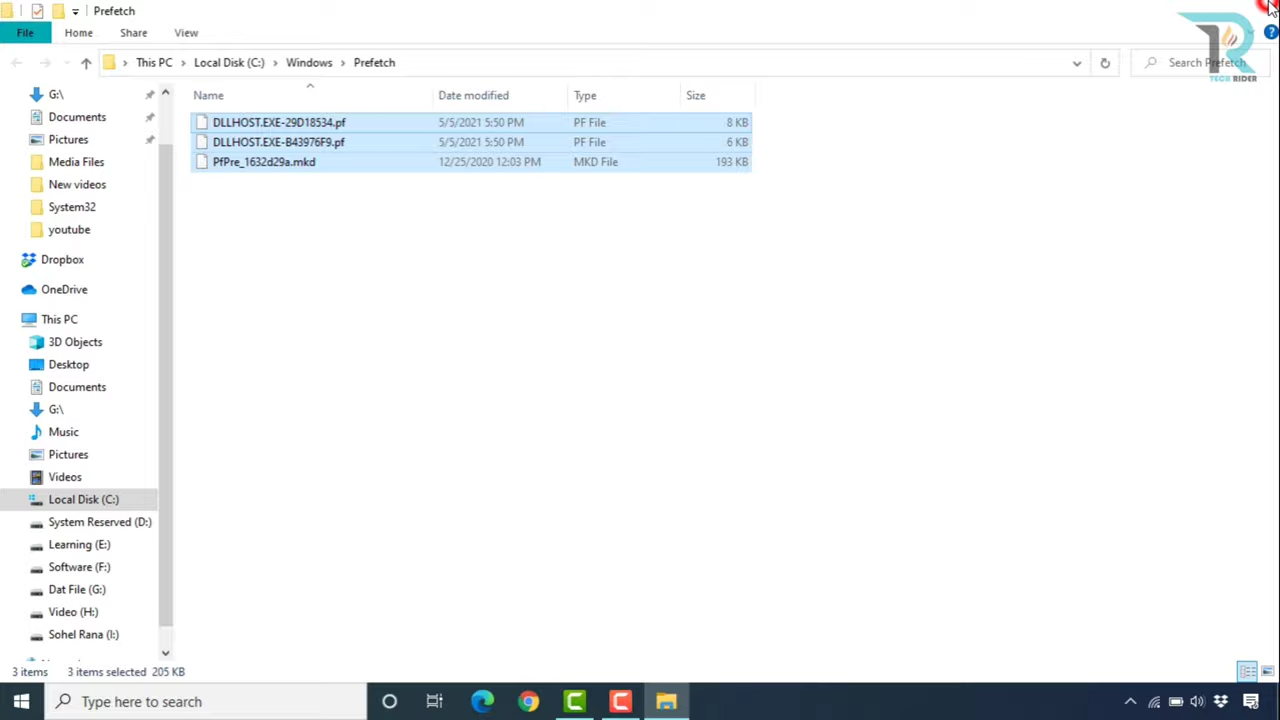 Prefetch
File Home Share View
This PC Local Disk (C:) Windows Prefetch
Search Prefetch
TECH RIDER
Name Date modified Type Size
DLLHOST.EXE-29D18534.pf 5/5/2021 5:50 PM PF File 8 KB
DLLHOST.EXE-B43976F9.pf 5/5/2021 5:50 PM PF File 6 KB
PfPre_1632d29a.mkd 12/25/2020 12:03 PM MKD File 193 KB
G:\
Documents
Pictures
Media Files
New videos
System32
youtube
Dropbox
OneDrive
This PC
3D Objects
Desktop
Documents
G:\
Music
Pictures
Videos
Local Disk (C:)
System Reserved (D:)
Learning (E:)
Software (F:)
Dat File (G:)
Video (H:)
Sohel Rana (I:)
3 items 3 items selected 205 KB
Type here to search